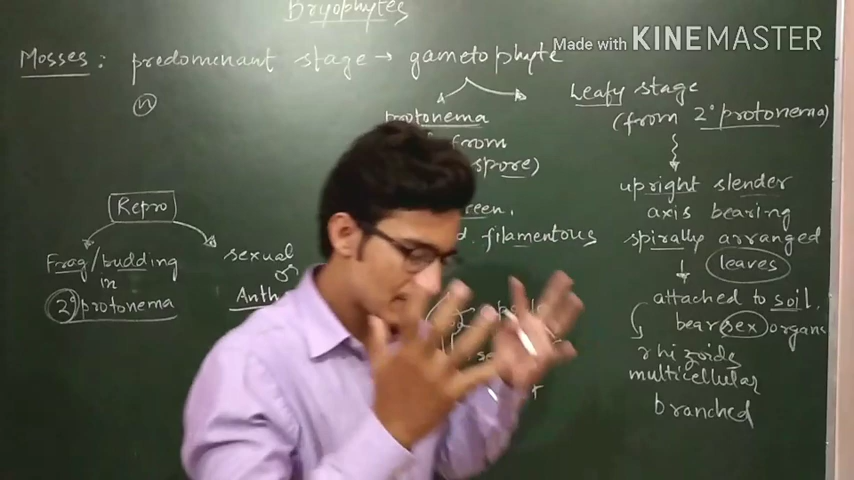 Bryophytes
Made with KINEMASTER
Mosses: predominant stage → gametophyte
n
protonema
from
spore)
green,
filamentous
Leafy stage
(from 2° protonema)
upright slender
axis bearing
spirally arranged
leaves
attached to soil.
bear sex organs
rhizoids
multicellular
branched
Repro
Frag/budding
in
2° protonema
sexual
or
Anth